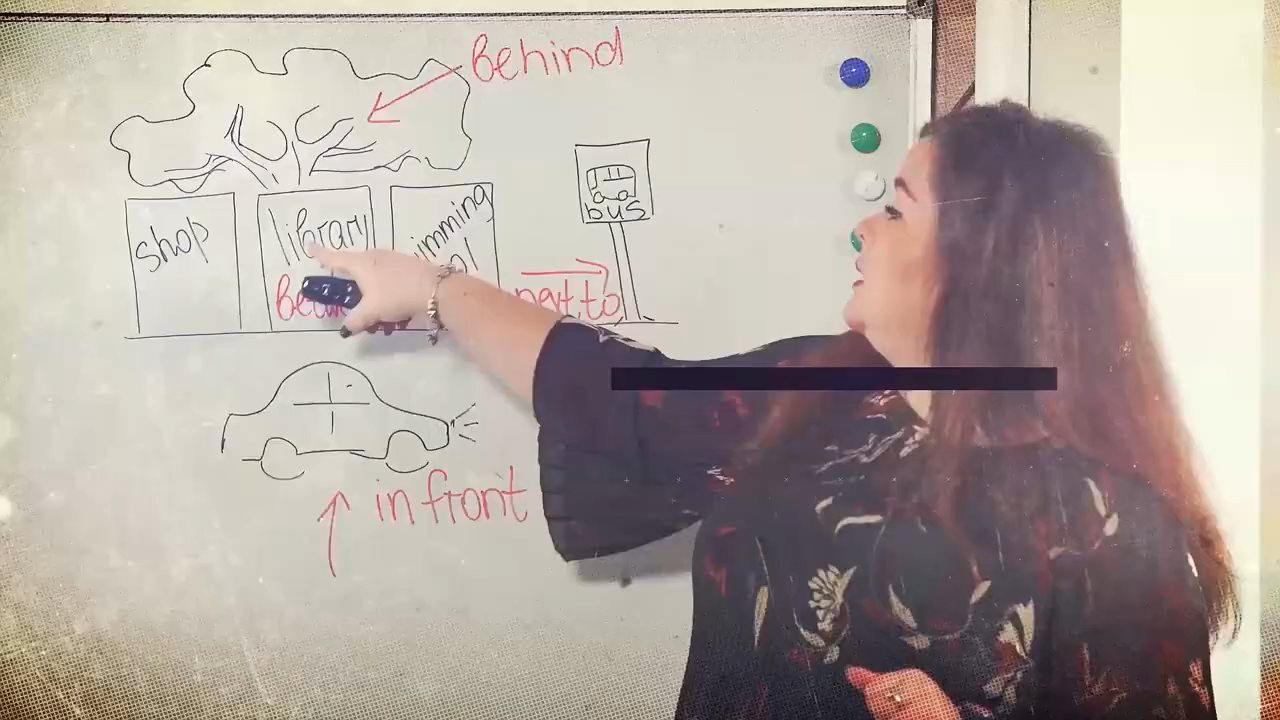 Behind
shop
library
bus
next to
in front